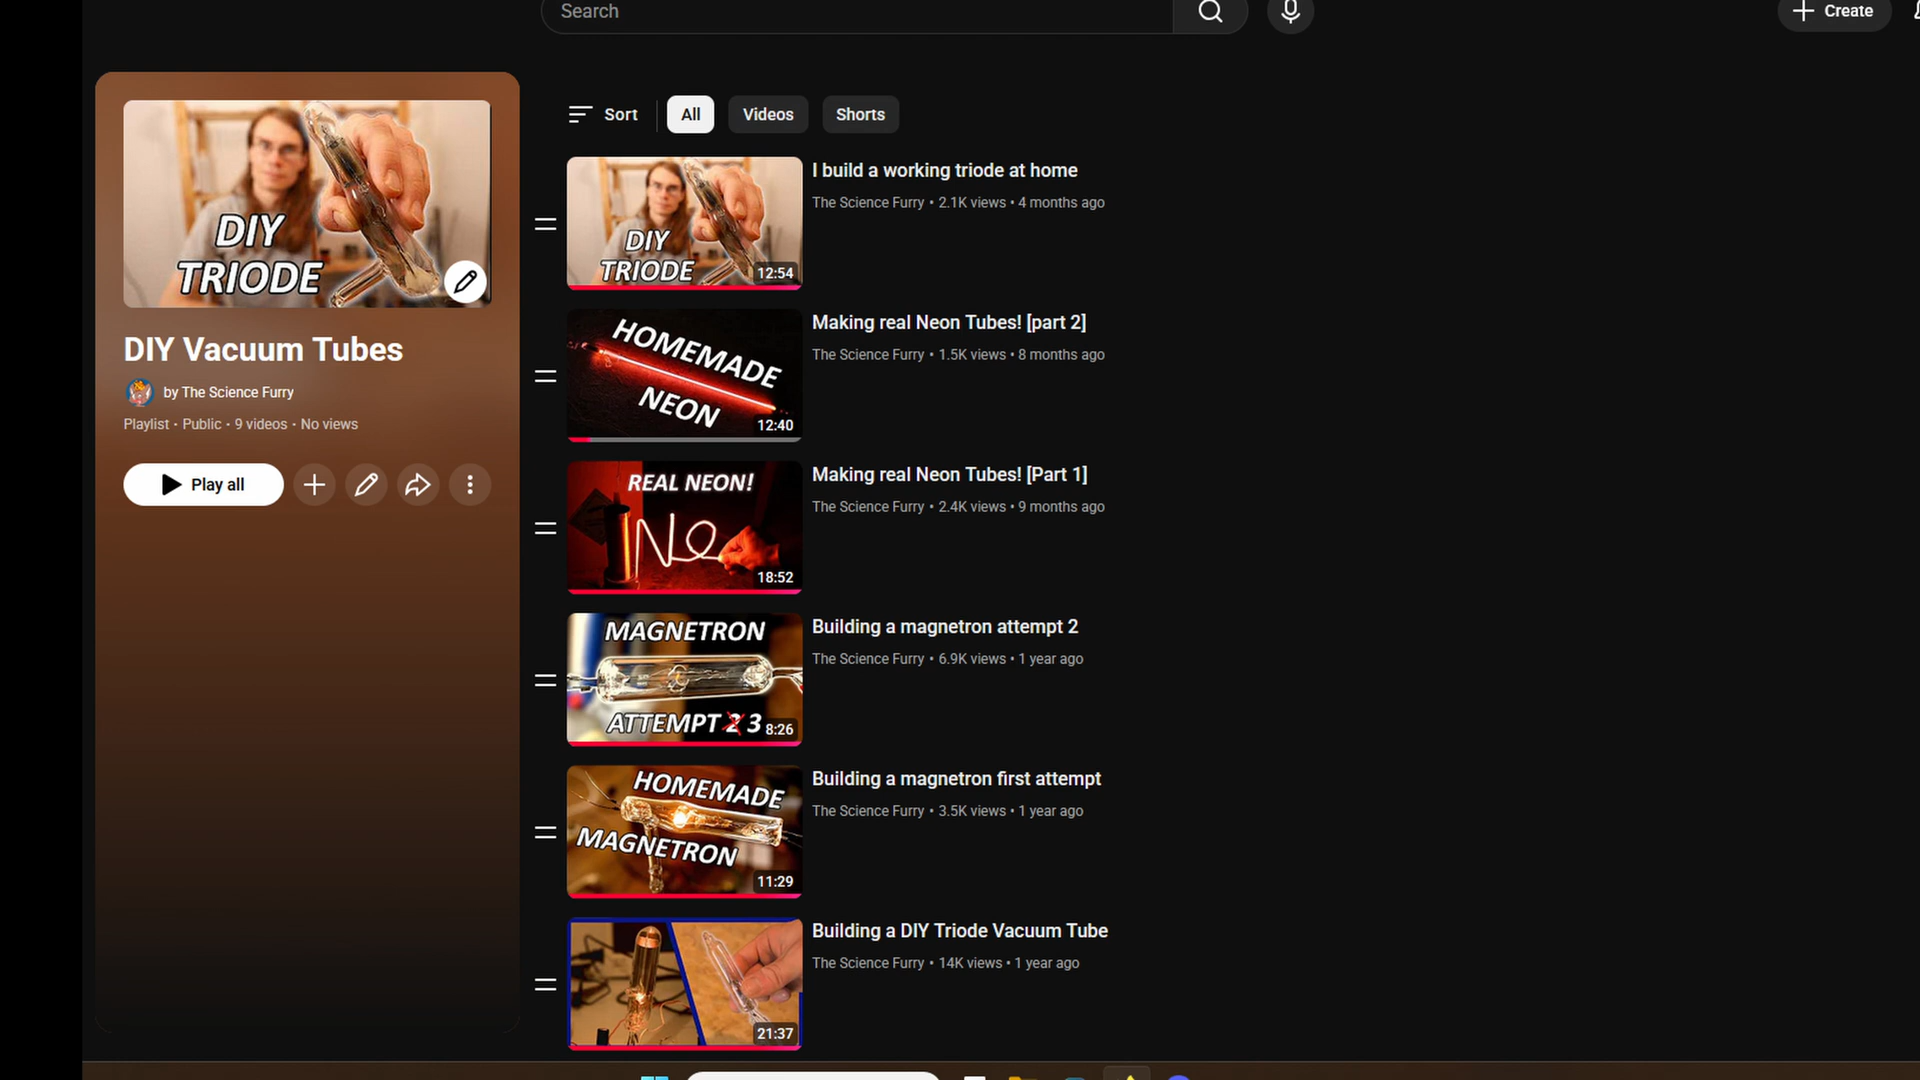 Search
Create
DIY
TRIODE
DIY Vacuum Tubes
by The Science Furry
Playlist • Public • 9 videos • No views
Play all
Sort
All
Videos
Shorts
DIY
TRIODE
12:54
I build a working triode at home
The Science Furry • 2.1K views • 4 months ago
HOMEMADE
NEON
12:40
Making real Neon Tubes! [part 2]
The Science Furry • 1.5K views • 8 months ago
REAL NEON!
Ne
18:52
Making real Neon Tubes! [Part 1]
The Science Furry • 2.4K views • 9 months ago
MAGNETRON
ATTEMPT 2 3
8:26
Building a magnetron attempt 2
The Science Furry • 6.9K views • 1 year ago
HOMEMADE
MAGNETRON
11:29
Building a magnetron first attempt
The Science Furry • 3.5K views • 1 year ago
21:37
Building a DIY Triode Vacuum Tube
The Science Furry • 14K views • 1 year ago